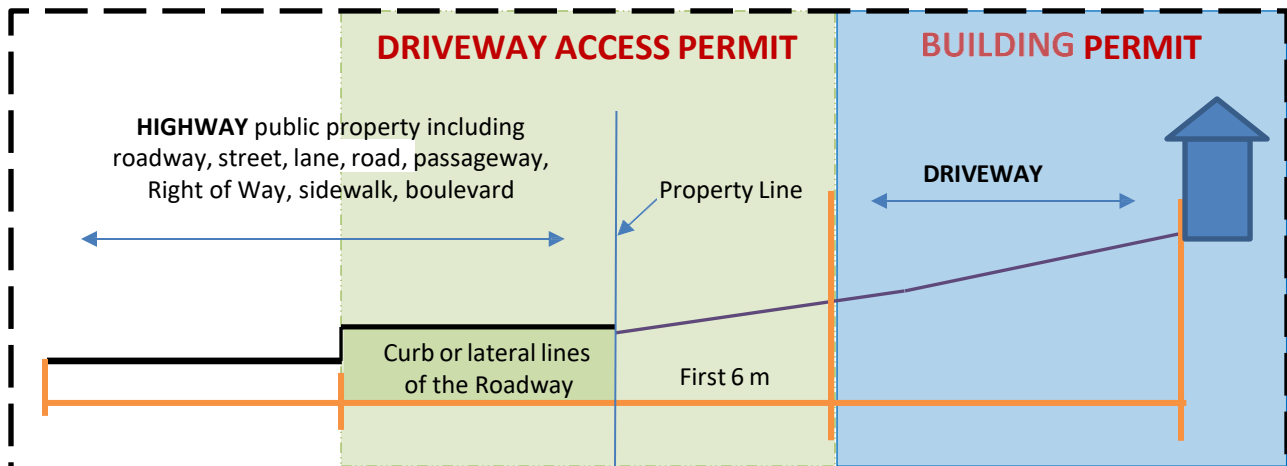 DRIVEWAY ACCESS PERMIT
BUILDING PERMIT
HIGHWAY public property including
roadway, street, lane, road, passageway,
Right of Way, sidewalk, boulevard
Property Line
DRIVEWAY
Curb or lateral lines
of the Roadway
First 6 m